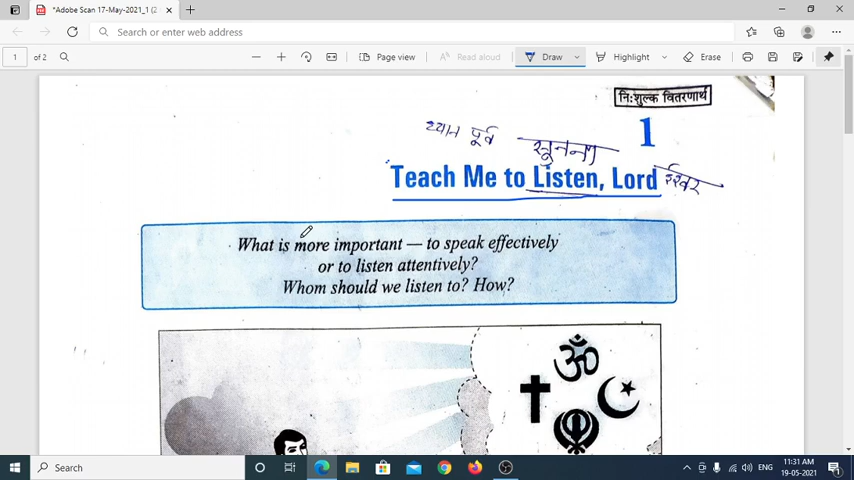 *Adobe Scan 17-May-2021_1 (2
Search or enter web address
1 of 2
Page view
Read aloud
Draw
Highlight
Erase
निःशुल्क वितरणार्थ
1
ध्यान पूर्व सूनना
Teach Me to Listen, Lord ईश्वर
What is more important — to speak effectively
or to listen attentively?
Whom should we listen to? How?
Search
ENG
11:31 AM
19-05-2021